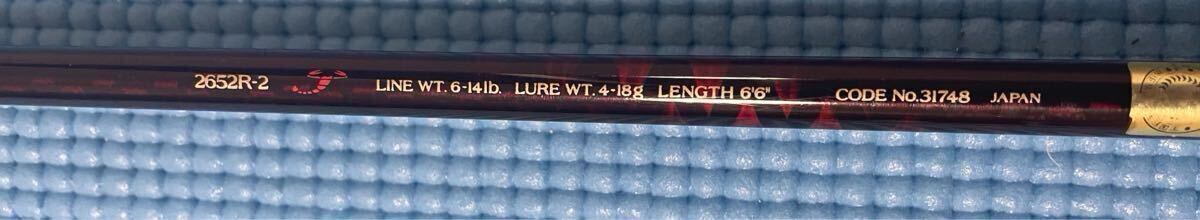 2652R-2 LINE WT. 6-14lb. LURE WT. 4-18g LENGTH 6'6" CODE No.31748 JAPAN